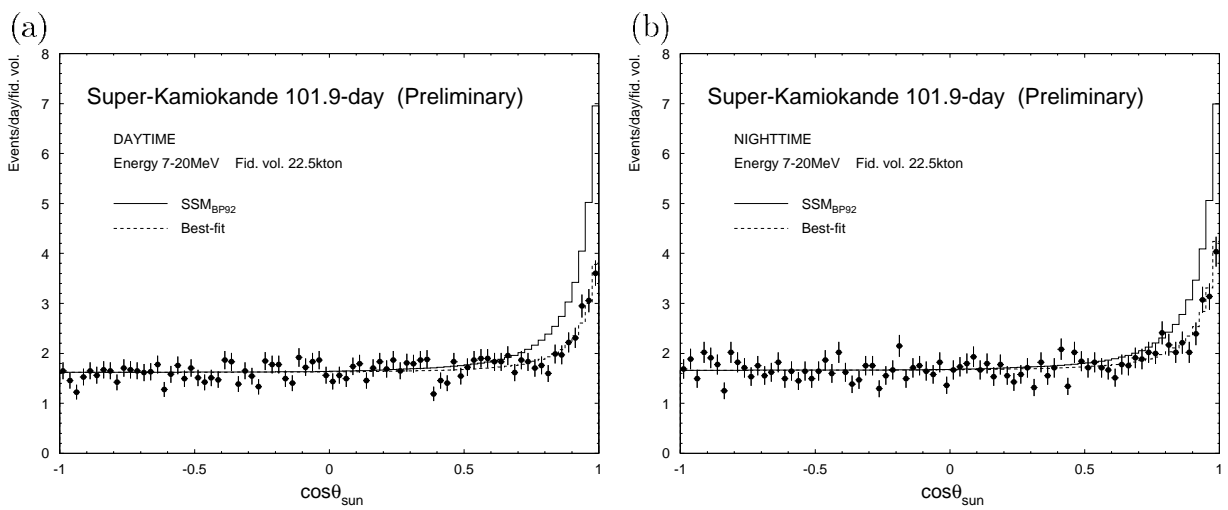 (a)
Events/day/fid. vol.
8
7
6
5
4
3
2
1
0
Super-Kamiokande 101.9-day (Preliminary)
DAYTIME
Energy 7-20MeV Fid. vol. 22.5kton
SSM_BP92
Best-fit
-1 -0.5 0 0.5 1
cosθ_sun
(b)
Events/day/fid. vol.
8
7
6
5
4
3
2
1
0
Super-Kamiokande 101.9-day (Preliminary)
NIGHTTIME
Energy 7-20MeV Fid. vol. 22.5kton
SSM_BP92
Best-fit
-1 -0.5 0 0.5 1
cosθ_sun